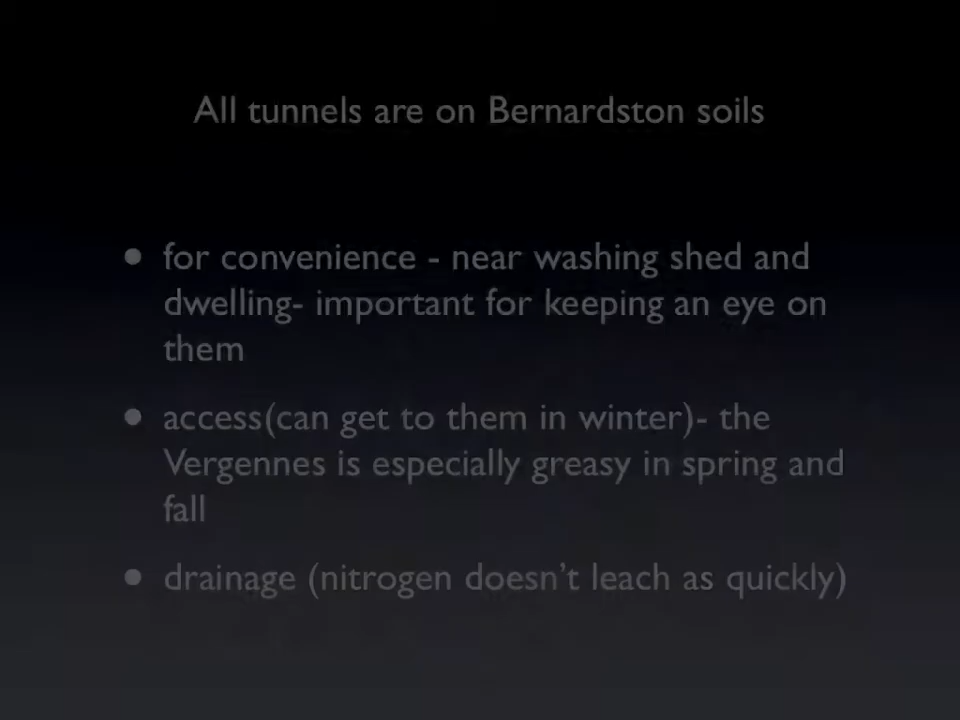 All tunnels are on Bernardston soils
• for convenience - near washing shed and
dwelling- important for keeping an eye on
them
• access(can get to them in winter)- the
Vergennes is especially greasy in spring and
fall
• drainage (nitrogen doesn’t leach as quickly)